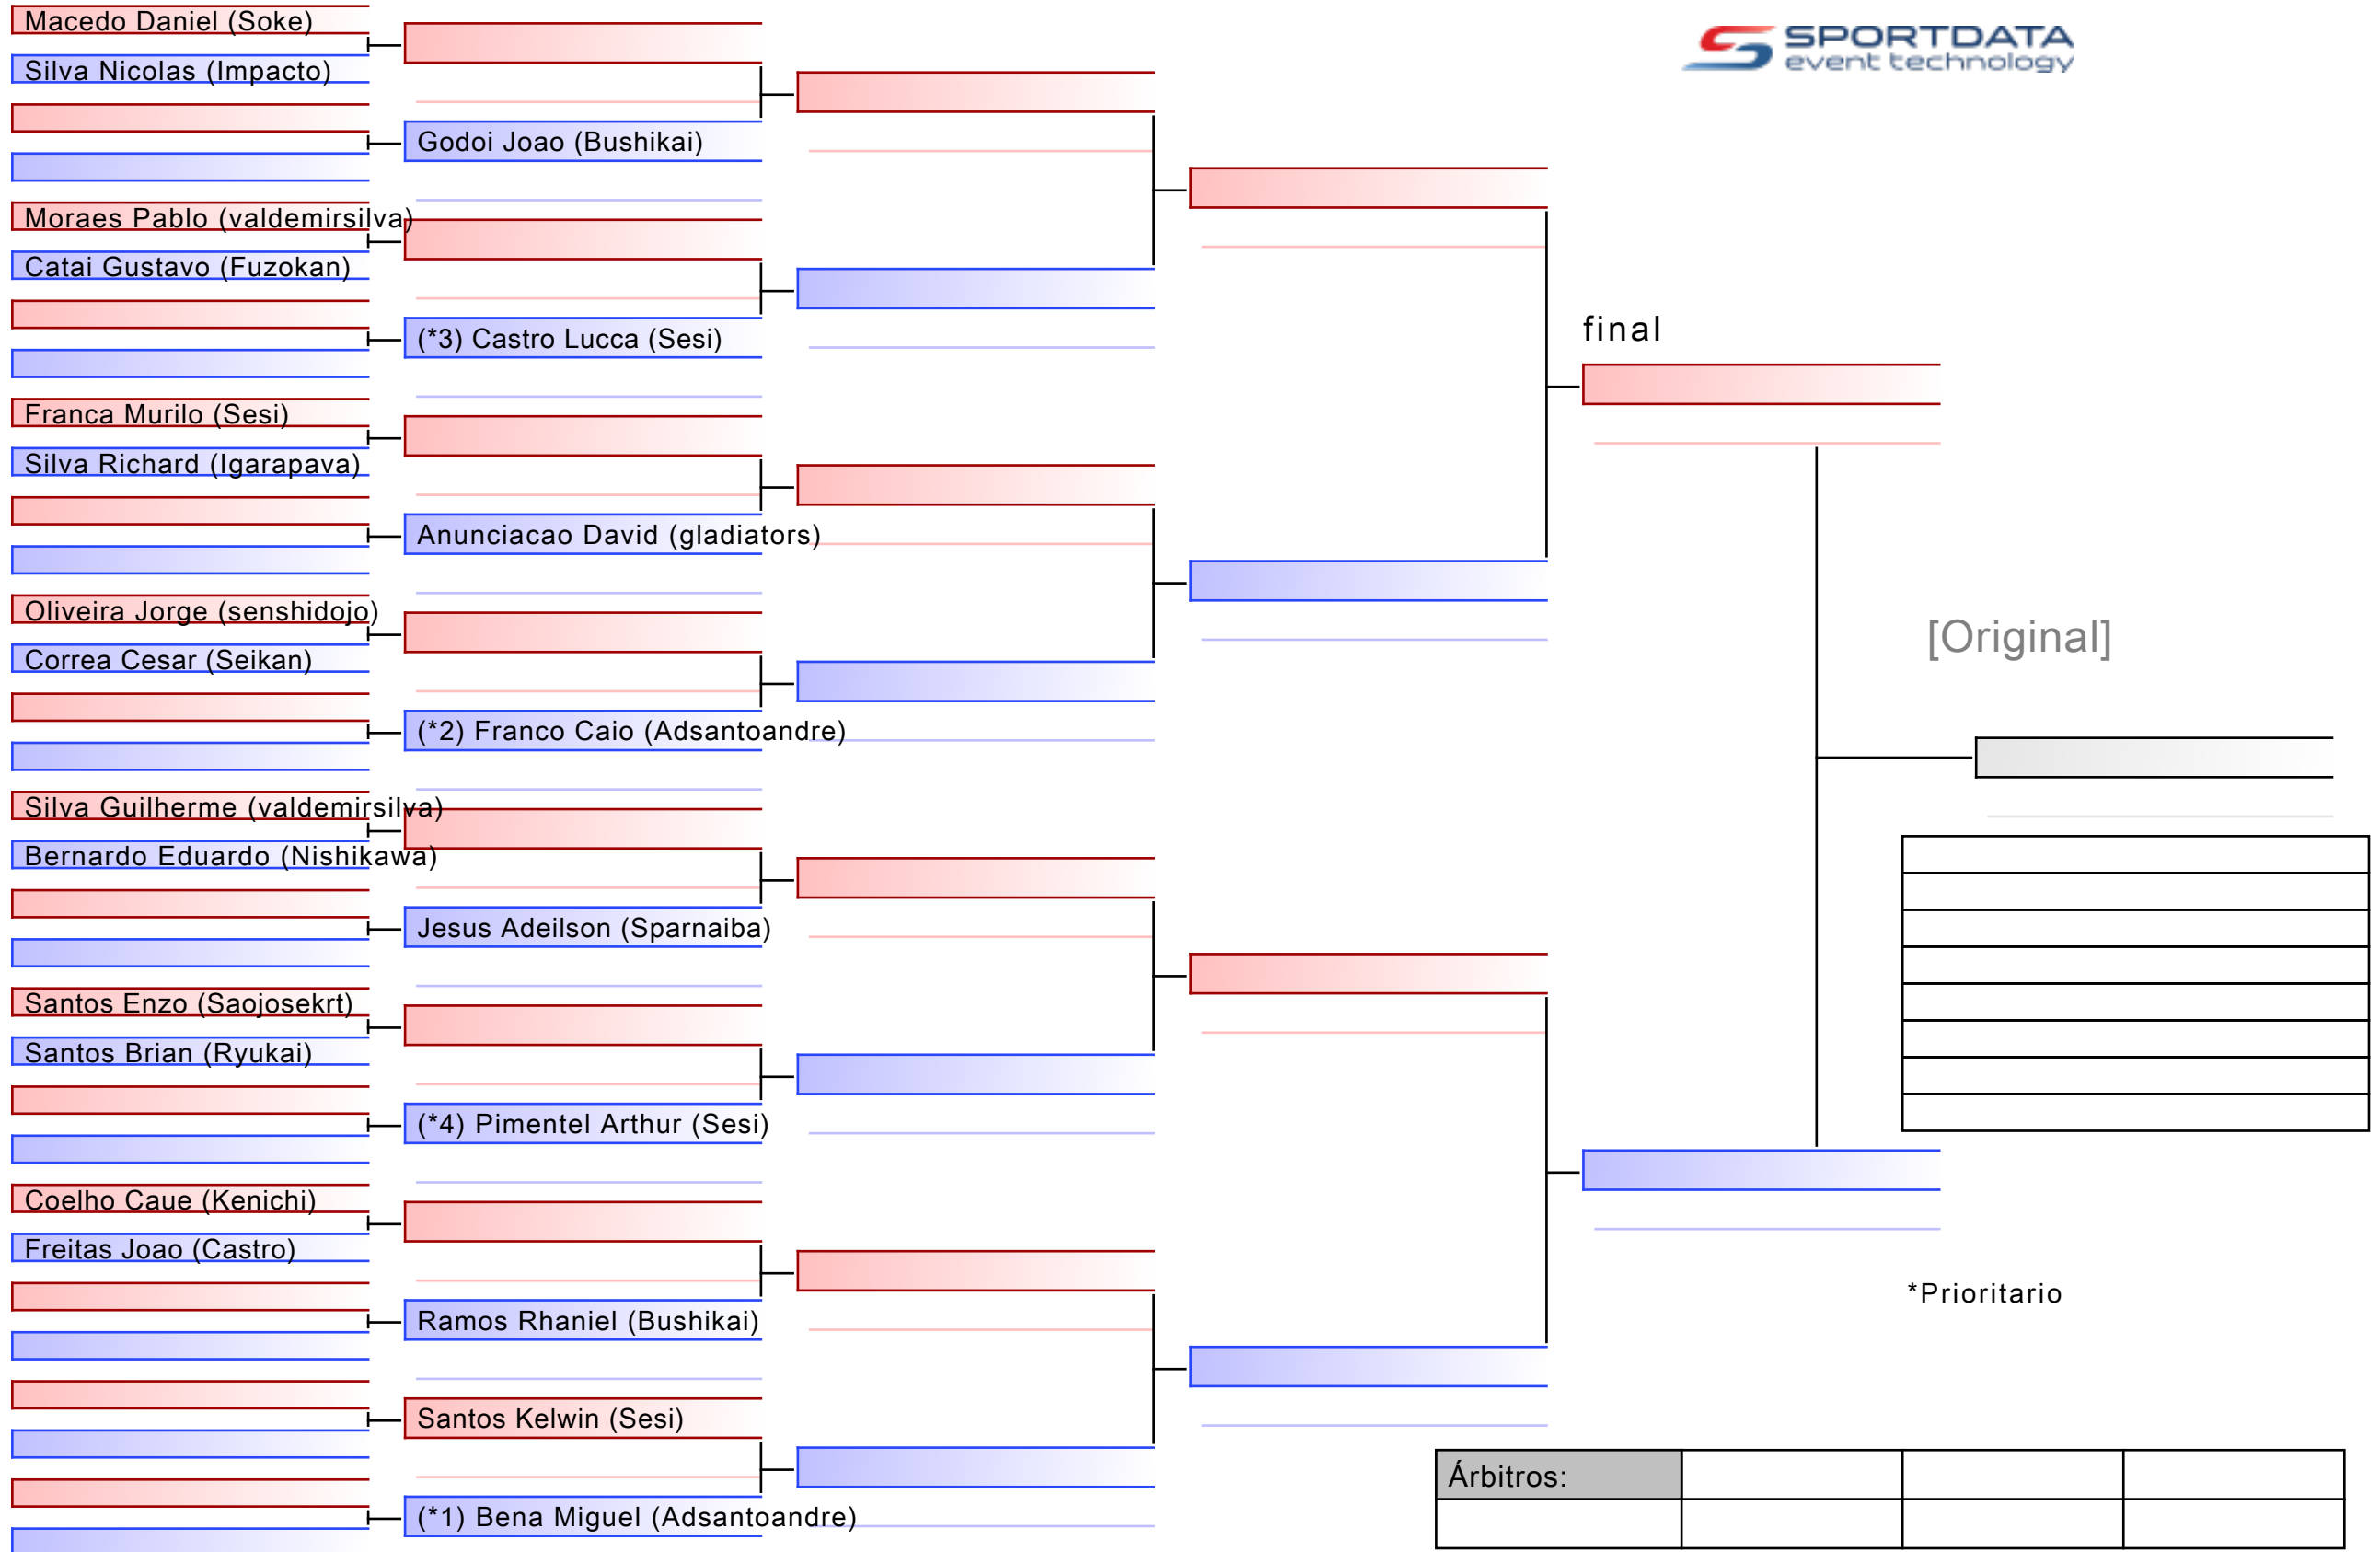 Macedo Daniel (Soke)
Silva Nicolas (Impacto)
Godoi Joao (Bushikai)
Moraes Pablo (valdemirsilva)
Catai Gustavo (Fuzokan)
(*3) Castro Lucca (Sesi)
Franca Murilo (Sesi)
Silva Richard (Igarapava)
Anunciacao David (gladiators)
Oliveira Jorge (senshidojo)
Correa Cesar (Seikan)
(*2) Franco Caio (Adsantoandre)
Silva Guilherme (valdemirsilva)
Bernardo Eduardo (Nishikawa)
Jesus Adeilson (Sparnaiba)
Santos Enzo (Saojosekrt)
Santos Brian (Ryukai)
(*4) Pimentel Arthur (Sesi)
Coelho Caue (Kenichi)
Freitas Joao (Castro)
Ramos Rhaniel (Bushikai)
Santos Kelwin (Sesi)
(*1) Bena Miguel (Adsantoandre)
SPORTDATA
event technology
final
[Original]
*Prioritario
Árbitros: